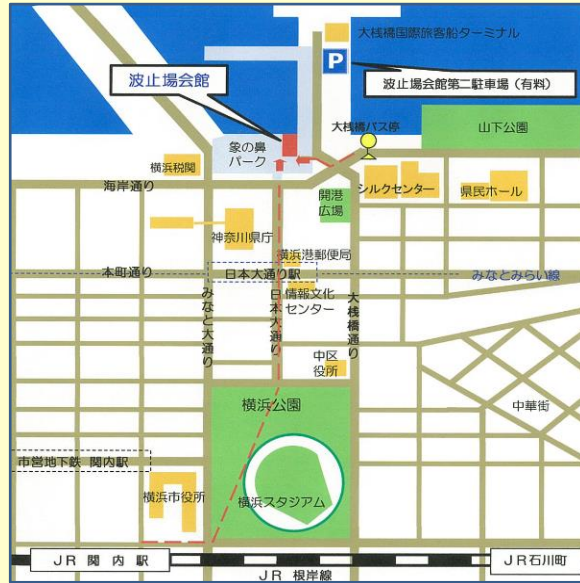 大桟橋国際旅客船ターミナル
P
波止場会館
波止場会館第二駐車場（有料）
大桟橋バス停
山下公園
象の鼻
パーク
横浜税関
海岸通り
開港
広場
シルクセンター
県民ホール
神奈川県庁
横浜港郵便局
本町通り
日本大通り駅
みなとみらい線
みなと大通り
日本大通り
情報文化
センター
大桟橋通り
中区
役所
横浜公園
中華街
市営地下鉄 関内駅
横浜市役所
横浜スタジアム
JR 関 内 駅
JR石川町
JR 根岸線